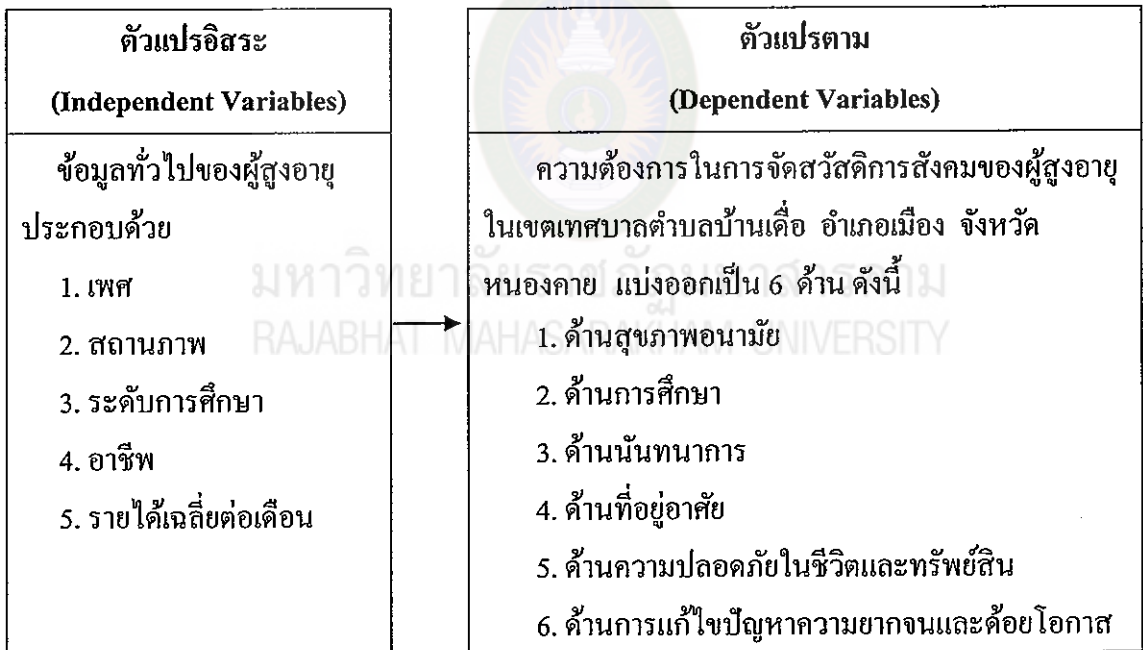 ตัวแปรอิสระ
(Independent Variables)
ข้อมูลทั่วไปของผู้สูงอายุ
ประกอบด้วย
1. เพศ
2. สถานภาพ
3. ระดับการศึกษา
4. อาชีพ
5. รายได้เฉลี่ยต่อเดือน
ตัวแปรตาม
(Dependent Variables)
ความต้องการในการจัดสวัสดิการสังคมของผู้สูงอายุ
ในเขตเทศบาลตำบลบ้านเดื่อ อำเภอเมือง จังหวัด
หนองคาย แบ่งออกเป็น 6 ด้าน ดังนี้
1. ด้านสุขภาพอนามัย
2. ด้านการศึกษา
3. ด้านนันทนาการ
4. ด้านที่อยู่อาศัย
5. ด้านความปลอดภัยในชีวิตและทรัพย์สิน
6. ด้านการแก้ไขปัญหาความยากจนและด้อยโอกาส
มหาวิทยาลัยราชภัฏมหาสารคาม
RAJABHAT MAHASARAKHAM UNIVERSITY